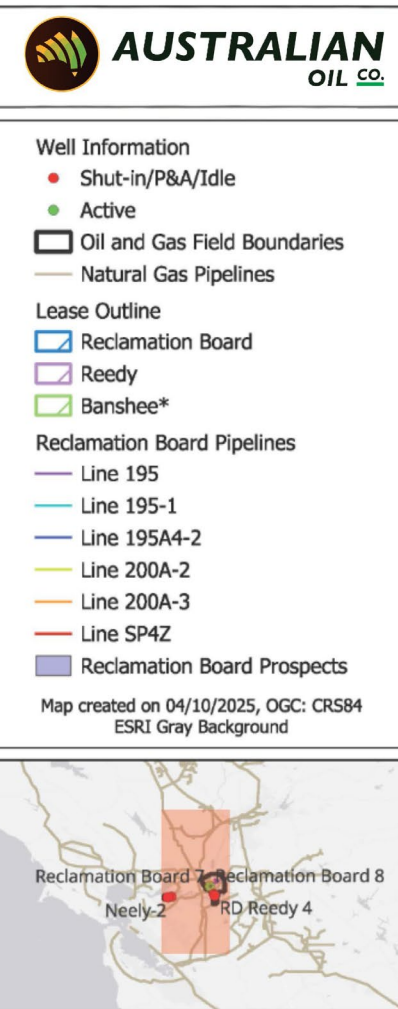 AUSTRALIAN
OIL CO.
Well Information
Shut-in/P&A/Idle
Active
Oil and Gas Field Boundaries
Natural Gas Pipelines
Lease Outline
Reclamation Board
Reedy
Banshee*
Reclamation Board Pipelines
Line 195
Line 195-1
Line 195A4-2
Line 200A-2
Line 200A-3
Line SP4Z
Reclamation Board Prospects
Map created on 04/10/2025, OGC: CRS84
ESRI Gray Background
Reclamation Board 7 Reclamation Board 8
Neely-2 RD Reedy 4